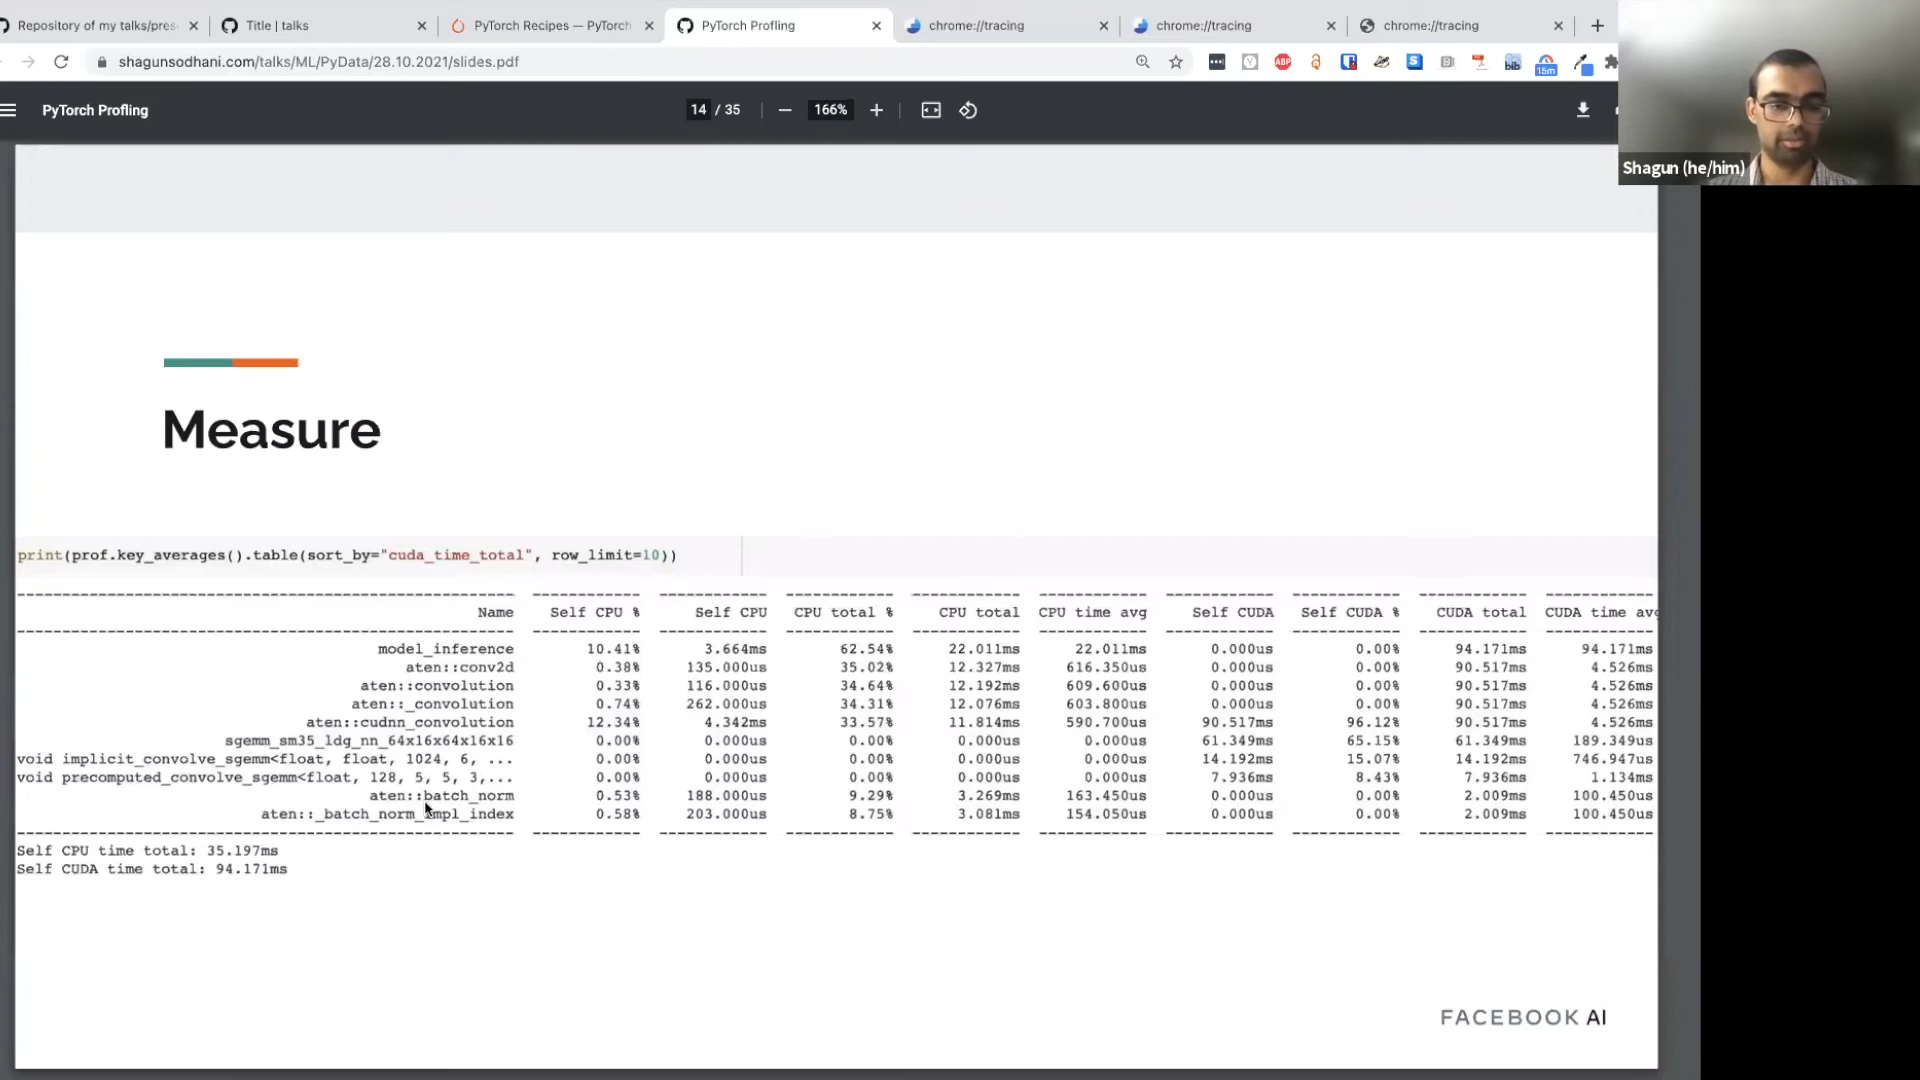 Repository of my talks/pres
Title | talks
PyTorch Recipes — PyTorch
PyTorch Profling
chrome://tracing
chrome://tracing
chrome://tracing
shagunsodhani.com/talks/ML/PyData/28.10.2021/slides.pdf
ABP
S
bib
15m
PyTorch Profling
14 / 35
166%
Shagun (he/him)
Measure
print(prof.key_averages().table(sort_by="cuda_time_total", row_limit=10))
Name Self CPU % Self CPU CPU total % CPU total CPU time avg Self CUDA Self CUDA % CUDA total CUDA time avg
model_inference 10.41% 3.664ms 62.54% 22.011ms 22.011ms 0.000us 0.00% 94.171ms 94.171ms
aten::conv2d 0.38% 135.000us 35.02% 12.327ms 616.350us 0.000us 0.00% 90.517ms 4.526ms
aten::convolution 0.33% 116.000us 34.64% 12.192ms 609.600us 0.000us 0.00% 90.517ms 4.526ms
aten::_convolution 0.74% 262.000us 34.31% 12.076ms 603.800us 0.000us 0.00% 90.517ms 4.526ms
aten::cudnn_convolution 12.34% 4.342ms 33.57% 11.814ms 590.700us 90.517ms 96.12% 90.517ms 4.526ms
sgemm_sm35_ldg_nn_64x16x64x16x16 0.00% 0.000us 0.00% 0.000us 0.000us 61.349ms 65.15% 61.349ms 189.349us
void implicit_convolve_sgemm<float, float, 1024, 6, ... 0.00% 0.000us 0.00% 0.000us 0.000us 14.192ms 15.07% 14.192ms 746.947us
void precomputed_convolve_sgemm<float, 128, 5, 5, 3,... 0.00% 0.000us 0.00% 0.000us 0.000us 7.936ms 8.43% 7.936ms 1.134ms
aten::batch_norm 0.53% 188.000us 9.29% 3.269ms 163.450us 0.000us 0.00% 2.009ms 100.450us
aten::_batch_norm_impl_index 0.58% 203.000us 8.75% 3.081ms 154.050us 0.000us 0.00% 2.009ms 100.450us
Self CPU time total: 35.197ms
Self CUDA time total: 94.171ms
FACEBOOK AI